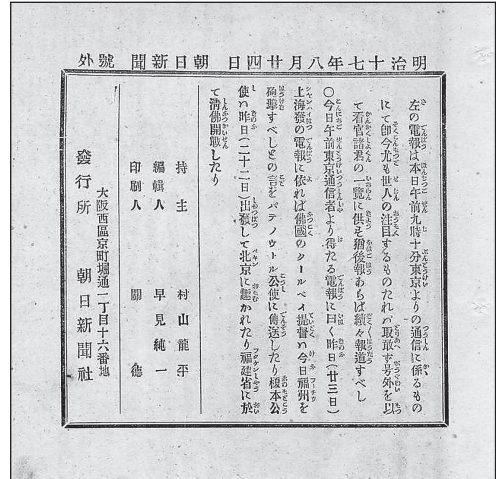 明治十七年八月廿四日 朝日新聞 號外
左の電報は本日午前九時十分東京よりの通信に係るもの
にて即今尤も世人の注目するものたれバ取敢ず号外を以
て看官諸君の一覽に供す猶後報あらば續々報道すべし
○今日午前東京通信者より得たる電報に曰く昨日(廿三日)
上海發の電報に依れば佛國のクールベイ提督ハ今日福州を
砲擊すべしとの言をパテノウトル公使に傳送したり榎本公
使ハ昨日(二十二日)出發して北京に趣かれたり福建省に於
て淸佛開戰したり
持主 村山龍平
編輯人 早見純一
印刷人 關 德
大阪西區京町堀通一丁目十六番地
發行所 朝日新聞社